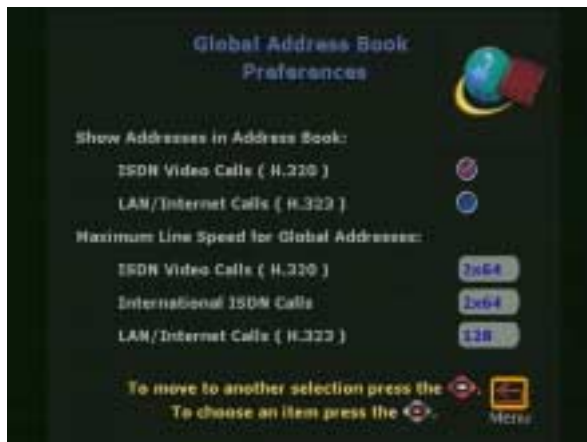 Global Address Book
Preferences
Show Addresses in Address Book:
ISDN Video Calls ( H.320 )
LAN/Internet Calls ( H.323 )
Maximum Line Speed for Global Addresses:
ISDN Video Calls ( H.320 )
2x64
International ISDN Calls
2x64
LAN/Internet Calls ( H.323 )
128
To move to another selection press the
To choose an item press the
Menu